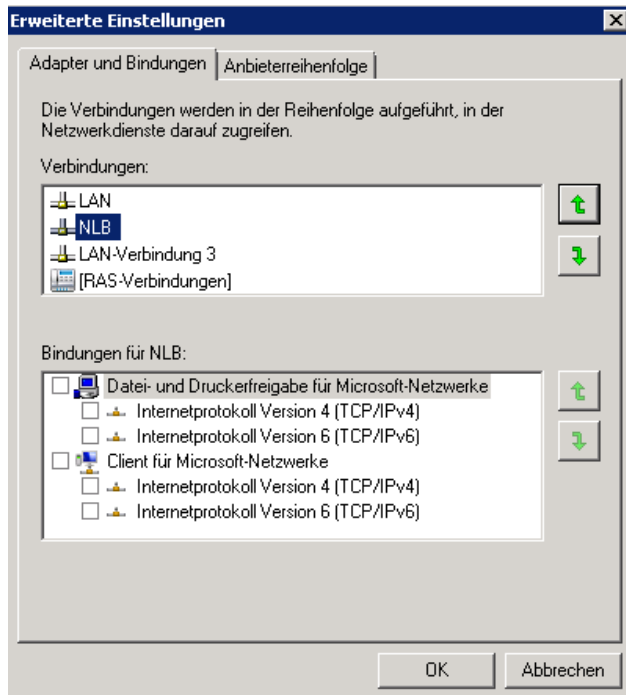 Erweiterte Einstellungen
Adapter und Bindungen
Anbieterreihenfolge
Die Verbindungen werden in der Reihenfolge aufgeführt, in der
Netzwerkdienste darauf zugreifen.
Verbindungen:
LAN
NLB
LAN-Verbindung 3
[RAS-Verbindungen]
Bindungen für NLB:
Datei- und Druckerfreigabe für Microsoft-Netzwerke
Internetprotokoll Version 4 (TCP/IPv4)
Internetprotokoll Version 6 (TCP/IPv6)
Client für Microsoft-Netzwerke
Internetprotokoll Version 4 (TCP/IPv4)
Internetprotokoll Version 6 (TCP/IPv6)
OK
Abbrechen